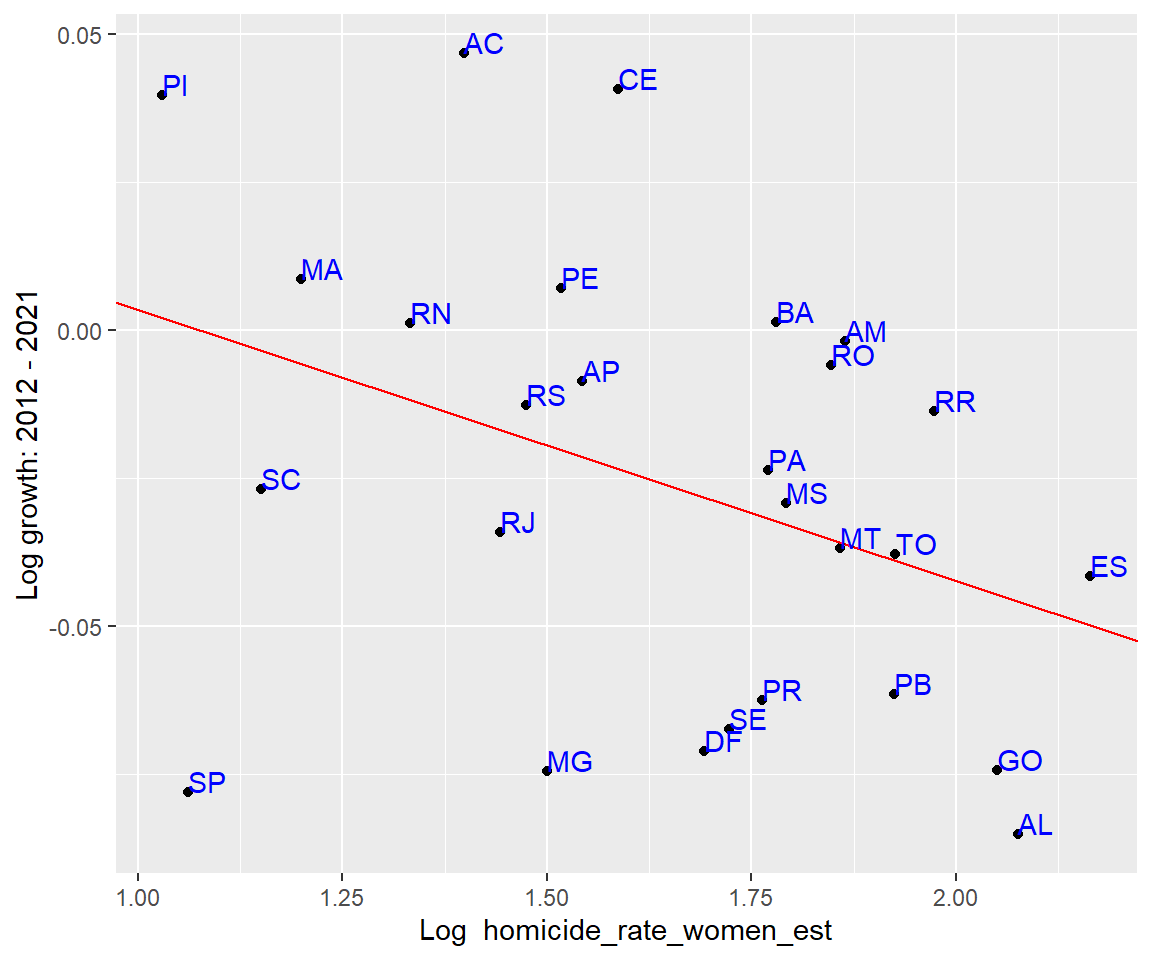 0.05
0.00
-0.05
Log growth: 2012 - 2021
AC
CE
PI
MA
PE
RN
BA
AM
RO
AP
RS
RR
PA
SC
MS
RJ
MT
TO
ES
PB
PR
SE
DF
MG
GO
SP
AL
1.00 1.25 1.50 1.75 2.00
Log  homicide_rate_women_est